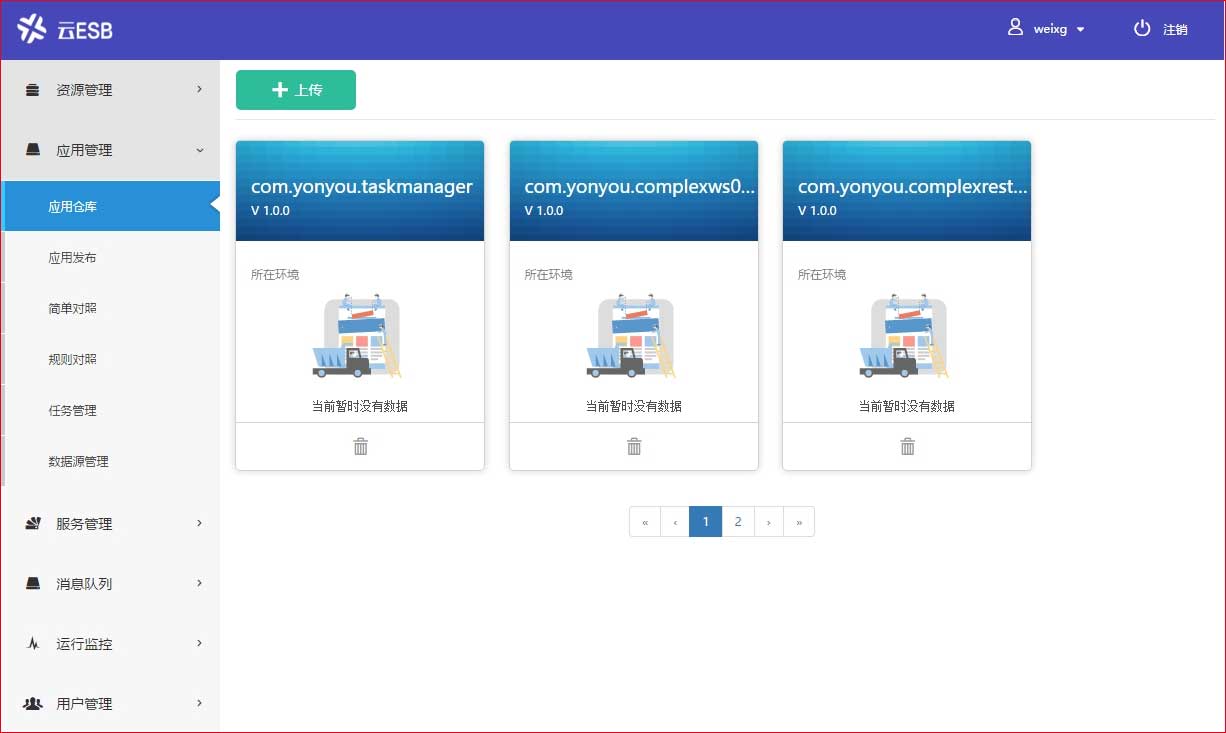 云ESB
weixg
注销
资源管理
应用管理
应用仓库
应用发布
简单对照
规则对照
任务管理
数据源管理
服务管理
消息队列
运行监控
用户管理
上传
com.yonyou.taskmanager
V 1.0.0
所在环境
当前暂时没有数据
com.yonyou.complexws0...
V 1.0.0
所在环境
当前暂时没有数据
com.yonyou.complexrest...
V 1.0.0
所在环境
当前暂时没有数据
« ‹ 1 2 › »